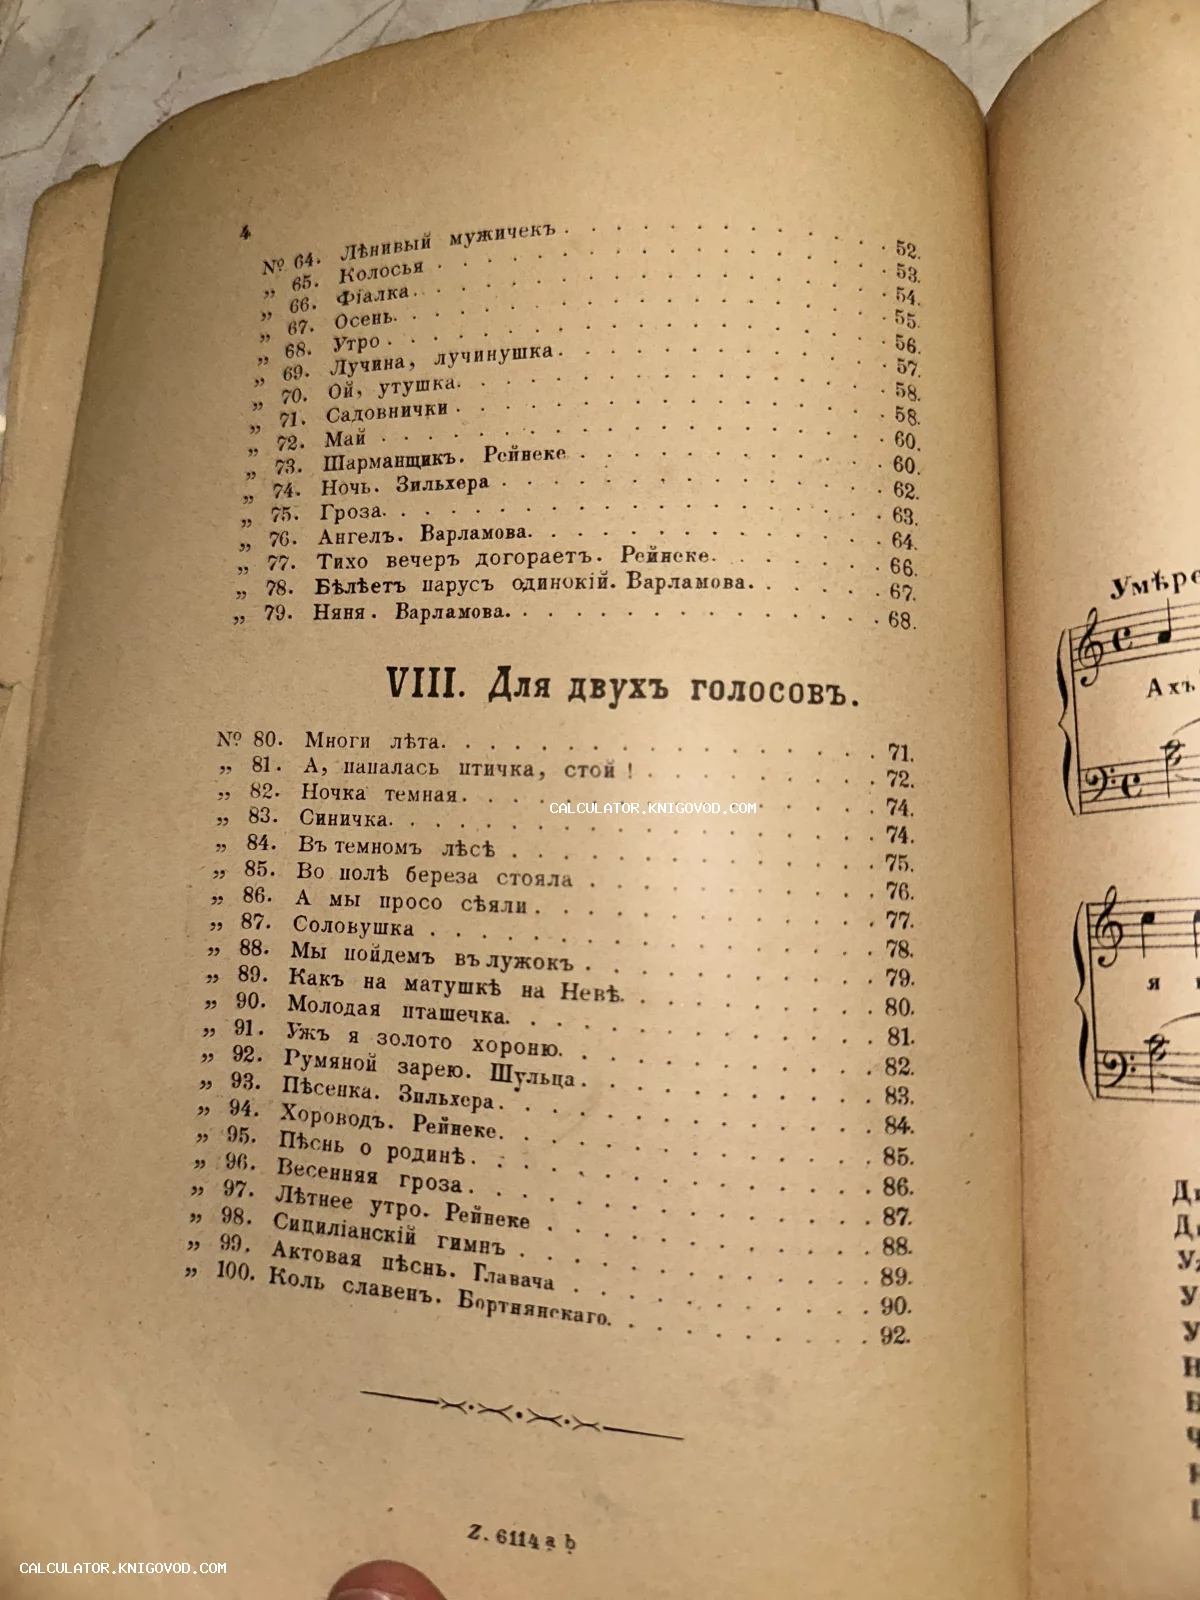 4
№ 64. Лѣнивый мужичекъ . . . . . . . . . . . 52.
„ 65. Колосья . . . . . . . . . . . 53.
„ 66. Фіалка . . . . . . . . . . . 54.
„ 67. Осень . . . . . . . . . . . 55.
„ 68. Утро . . . . . . . . . . . 56.
„ 69. Лучина, лучинушка . . . . . . . . . . . 57.
„ 70. Ой, утушка . . . . . . . . . . . 58.
„ 71. Садовнички . . . . . . . . . . . 58.
„ 72. Май . . . . . . . . . . . 60.
„ 73. Шарманщикъ. Рейнеке . . . . . . . . . . . 60.
„ 74. Ночь. Зильхера . . . . . . . . . . . 62.
„ 75. Гроза . . . . . . . . . . . 63.
„ 76. Ангелъ. Варламова . . . . . . . . . . . 64.
„ 77. Тихо вечеръ догораетъ. Рейнеке . . . . . . . 66.
„ 78. Бѣлѣетъ парусъ одинокій. Варламова . . . . . . 67.
„ 79. Няня. Варламова . . . . . . . . . . . 68.
VIII. Для двухъ голосовъ.
№ 80. Многи лѣта . . . . . . . . . . . 71.
„ 81. А, папалась птичка, стой ! . . . . . . . . . 72.
„ 82. Ночка темная . . . . . . . . . . . 74.
CALCULATOR.KNIGOVOD.COM
„ 83. Синичка . . . . . . . . . . . 74.
„ 84. Въ темномъ лѣсѣ . . . . . . . . . . . 75.
„ 85. Во полѣ береза стояла . . . . . . . . . . . 76.
„ 86. А мы просо сѣяли . . . . . . . . . . . 77.
„ 87. Соловушка . . . . . . . . . . . 78.
„ 88. Мы пойдемъ въ лужокъ . . . . . . . . . . . 79.
„ 89. Какъ на матушкѣ на Невѣ . . . . . . . . . 80.
„ 90. Молодая пташечка . . . . . . . . . . . 81.
„ 91. Ужъ я золото хороню . . . . . . . . . . . 82.
„ 92. Румяной зарею. Шульца . . . . . . . . . . . 83.
„ 93. Пѣсенка. Зильхера . . . . . . . . . . . 84.
„ 94. Хороводъ. Рейнеке . . . . . . . . . . . 85.
„ 95. Пѣснь о родинѣ . . . . . . . . . . . 86.
„ 96. Весенняя гроза . . . . . . . . . . . 87.
„ 97. Лѣтнее утро. Рейнеке . . . . . . . . . . . 88.
„ 98. Сициліанскій гимнъ . . . . . . . . . . . 89.
„ 99. Актовая пѣснь. Главача . . . . . . . . . . . 90.
„ 100. Коль славенъ. Бортнянскаго . . . . . . . . . 92.
Z. 6114 a b
CALCULATOR.KNIGOVOD.COM
Ахъ
я